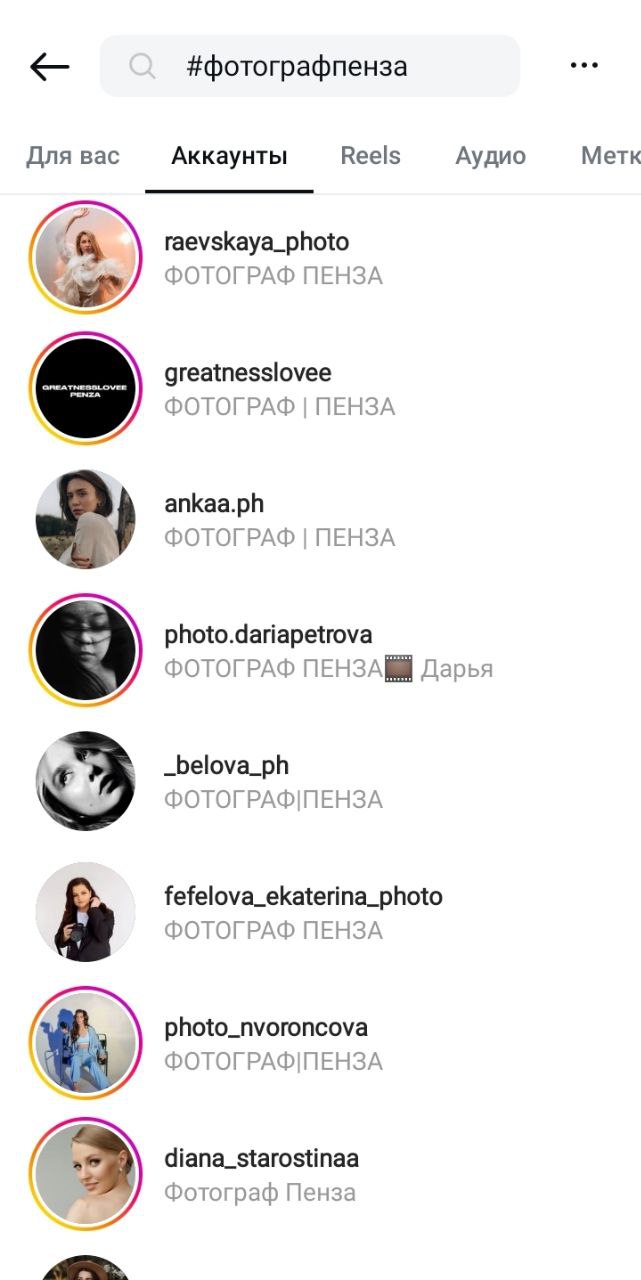 #фотографпенза
Для вас Аккаунты Reels Аудио Метк
raevskaya_photo
ФОТОГРАФ ПЕНЗА
GREATNESSLOVEE
PENZA
greatnesslovee
ФОТОГРАФ | ПЕНЗА
ankaa.ph
ФОТОГРАФ | ПЕНЗА
photo.dariapetrova
ФОТОГРАФ ПЕНЗА🎞 Дарья
_belova_ph
ФОТОГРАФ|ПЕНЗА
fefelova_ekaterina_photo
ФОТОГРАФ ПЕНЗА
photo_nvoroncova
ФОТОГРАФ|ПЕНЗА
diana_starostinaa
Фотограф Пенза